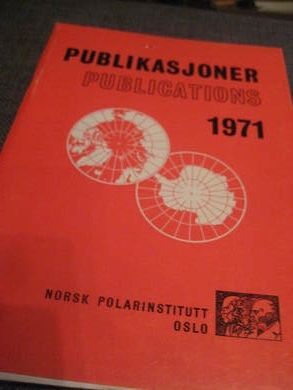 PUBLIKASJONER
PUBLICATIONS
1971
NORSK POLARINSTITUTT
OSLO